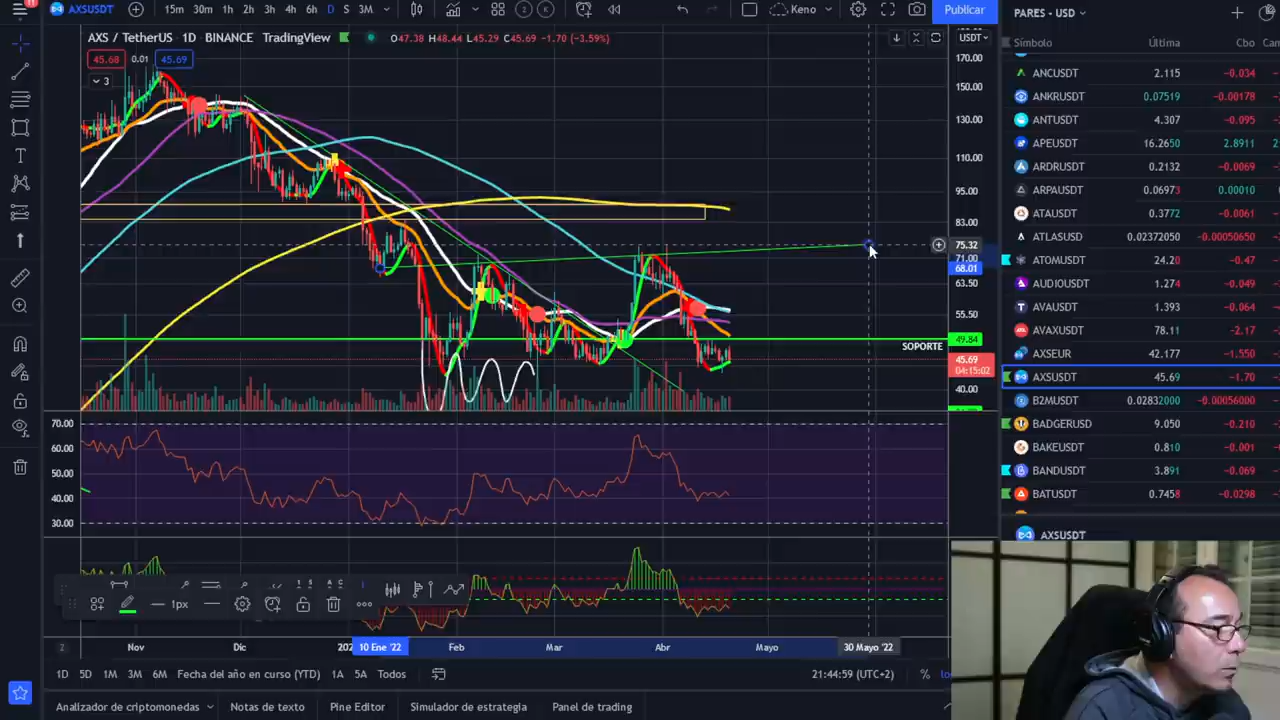 11
AXSUSDT 15m 30m 1h 2h 3h 4h 6h D S 3M 2 K Keno Publicar
AXS / TetherUS 1D BINANCE TradingView O47.38 H48.44 L45.29 C45.69 -1.70 (-3.59%) USDT
45.68 0.01 45.69
3
170.00
150.00
130.00
110.00
95.00
83.00
75.32
71.00
68.01
63.50
55.50
49.84
SOPORTE
45.69
04:15:02
40.00
70.00
60.00
50.00
40.00
30.00
1px
Z Nov Dic 202 10 Ene '22 Feb Mar Abr Mayo 30 Mayo '22
1D 5D 1M 3M 6M Fecha del año en curso (YTD) 1A 5A Todos 21:44:59 (UTC+2) % lo
Analizador de criptomonedas Notas de texto Pine Editor Simulador de estrategia Panel de trading
PARES - USD
Símbolo Última Cbo Cam
ANCUSDT 2.115 -0.034
ANKRUSDT 0.07519 -0.00178
ANTUSDT 4.307 -0.095
APEUSDT 16.2650 2.8911 2
ARDRUSDT 0.2132 -0.0069
ARPAUSDT 0.06973 0.00010
ATAUSDT 0.3772 -0.0061
ATLASUSD 0.02372050 -0.00050650
ATOMUSDT 24.20 -0.47
AUDIOUSDT 1.274 -0.049
AVAUSDT 1.393 -0.064
AVAXUSDT 78.11 -2.17
AXSEUR 42.177 -1.550
AXSUSDT 45.69 -1.70
B2MUSDT 0.02832000 -0.00056000
BADGERUSD 9.050 -0.210
BAKEUSDT 0.810 -0.001
BANDUSDT 3.891 -0.069
BATUSDT 0.7458 -0.0298
AXSUSDT